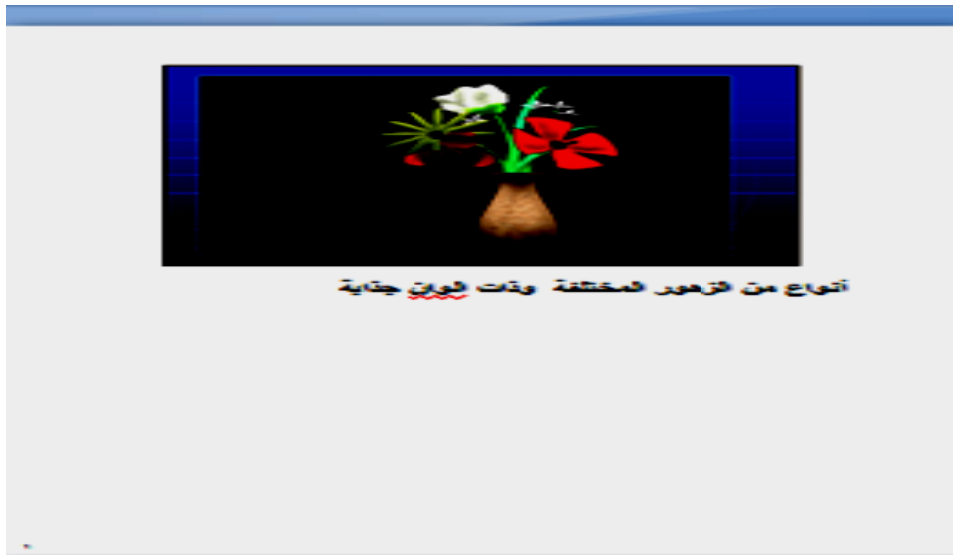 أنواع من الزهور المختلفة وذات الوان جذابة